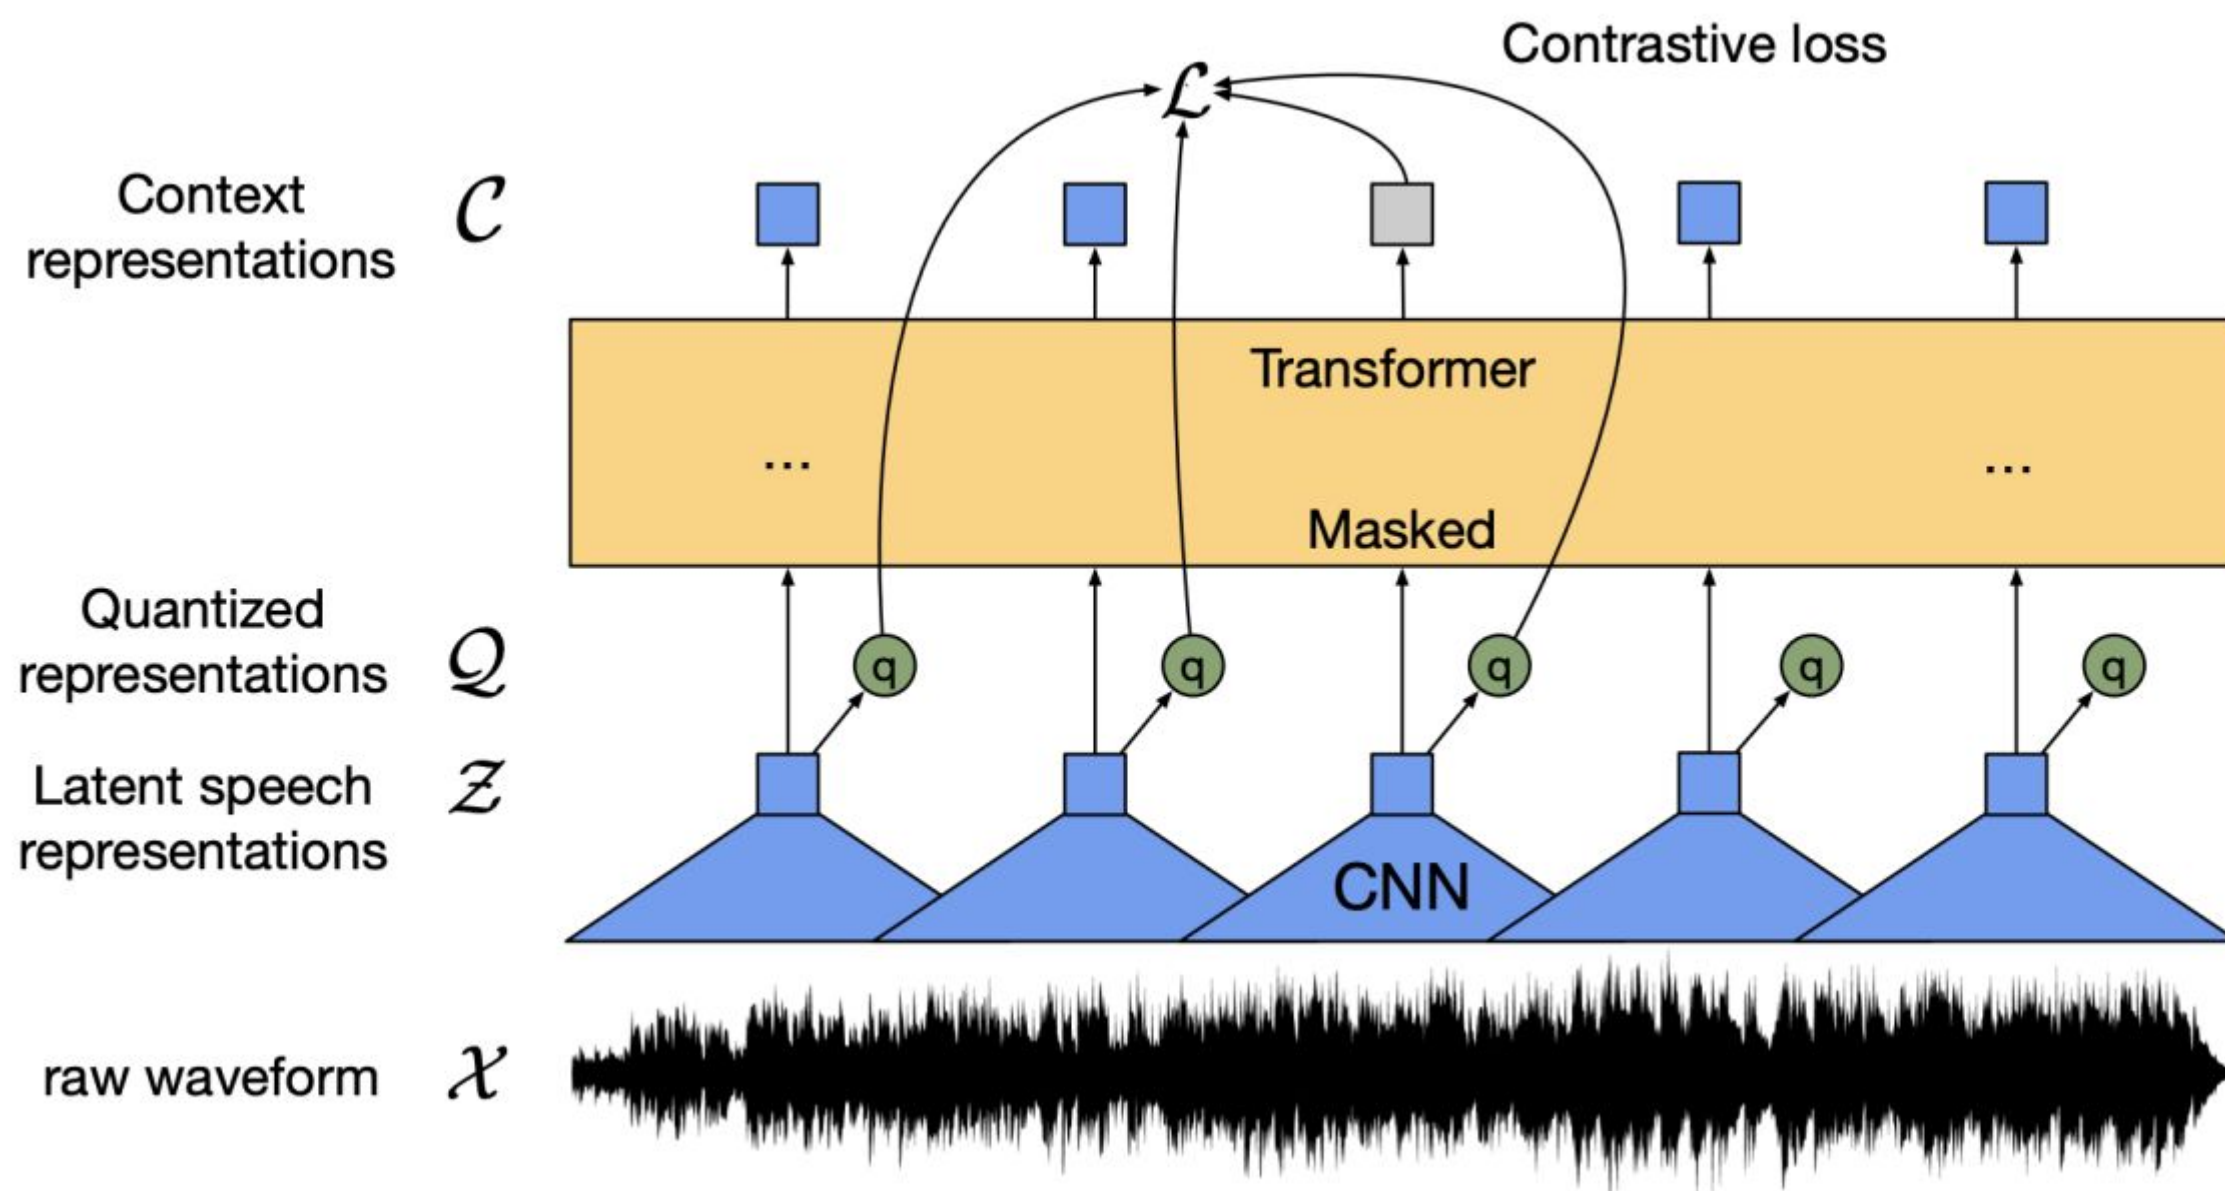 Contrastive loss
ℒ
Context
representations
𝒞
Transformer
...
...
Masked
Quantized
representations
𝒬
q
q
q
q
q
Latent speech
representations
𝒵
CNN
raw waveform
𝒳